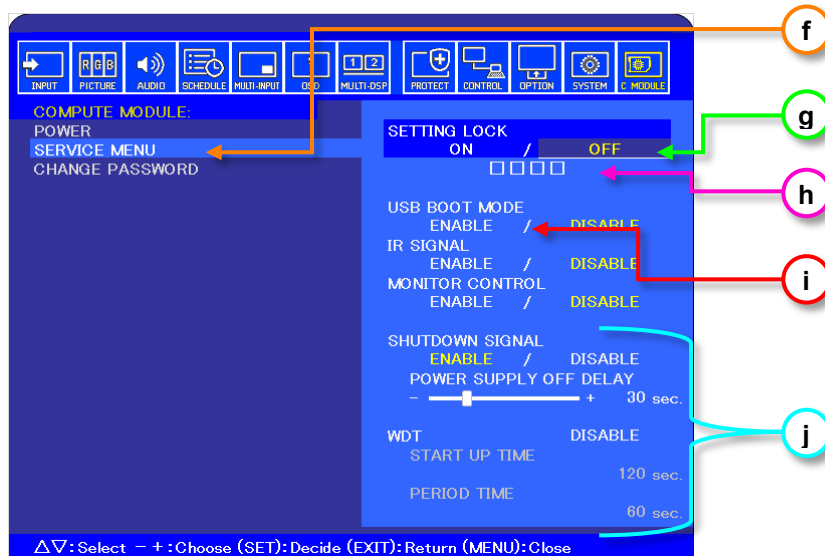 f
INPUT RGB PICTURE AUDIO SCHEDULE MULTI-INPUT 1 OSD 1 2 MULTI-DSP PROTECT CONTROL OPTION SYSTEM C MODULE
COMPUTE MODULE:
POWER
SERVICE MENU
CHANGE PASSWORD
SETTING LOCK
ON / OFF
g
h
USB BOOT MODE
ENABLE / DISABLE
IR SIGNAL
ENABLE / DISABLE
i
MONITOR CONTROL
ENABLE / DISABLE
SHUTDOWN SIGNAL
ENABLE / DISABLE
POWER SUPPLY OFF DELAY
- + 30 sec.
j
WDT DISABLE
START UP TIME
120 sec.
PERIOD TIME
60 sec.
△▽:Select －+:Choose (SET):Decide (EXIT):Return (MENU):Close